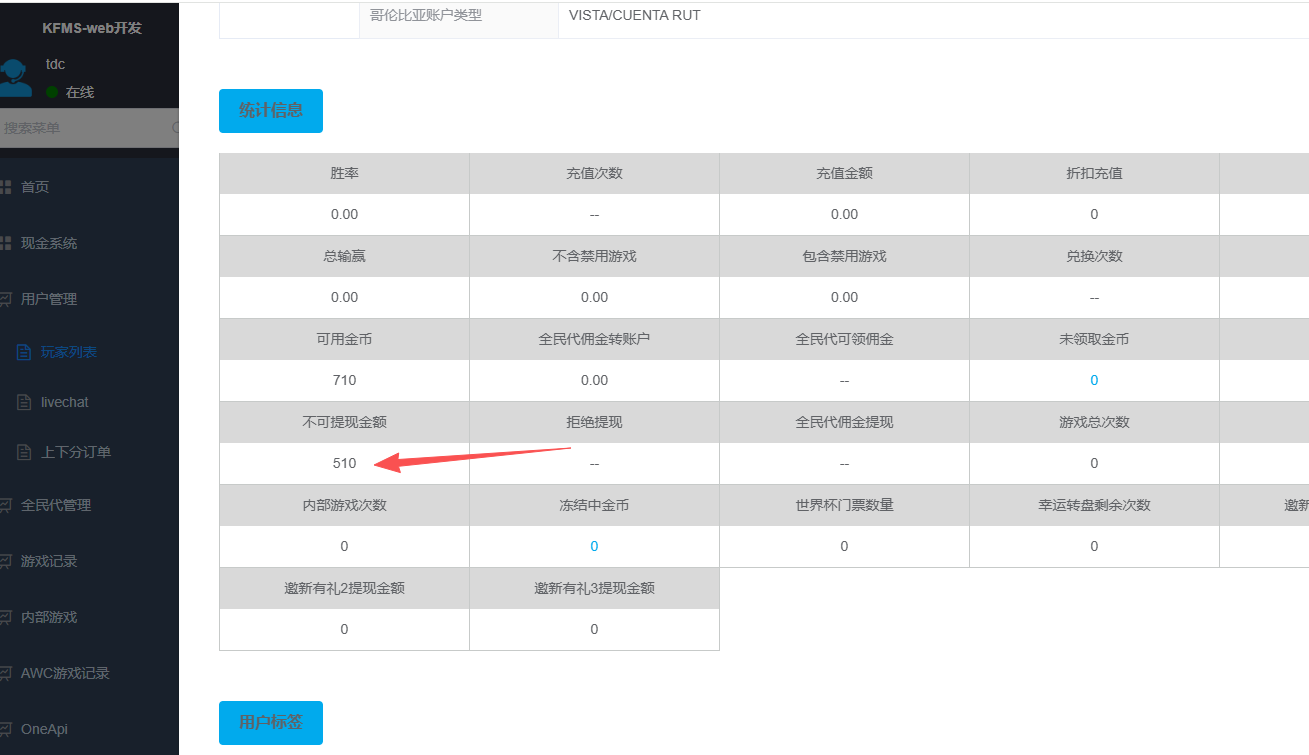 KFMS-web开发
tdc
在线
搜索菜单
首页
现金系统
用户管理
玩家列表
livechat
上下分订单
全民代管理
游戏记录
内部游戏
AWC游戏记录
OneApi
哥伦比亚账户类型 VISTA/CUENTA RUT
统计信息
胜率 充值次数 充值金额 折扣充值
0.00 -- 0.00 0
总输赢 不含禁用游戏 包含禁用游戏 兑换次数
0.00 0.00 0.00 --
可用金币 全民代佣金转账户 全民代可领佣金 未领取金币
710 0.00 -- 0
不可提现金额 拒绝提现 全民代佣金提现 游戏总次数
510 -- -- 0
内部游戏次数 冻结中金币 世界杯门票数量 幸运转盘剩余次数 邀新
0 0 0 0
邀新有礼2提现金额 邀新有礼3提现金额
0 0
用户标签